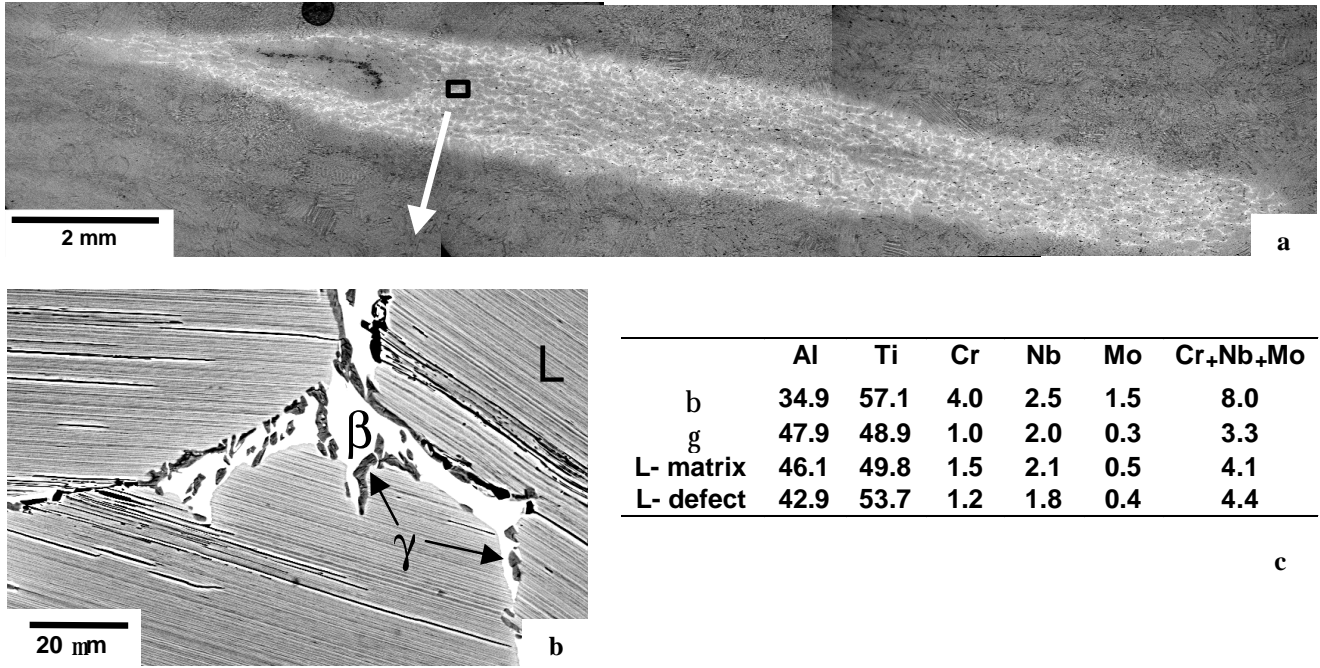 2 mm
a
L
β
γ
20 mm
b
Al Ti Cr Nb Mo Cr+Nb+Mo
b 34.9 57.1 4.0 2.5 1.5 8.0
g 47.9 48.9 1.0 2.0 0.3 3.3
L- matrix 46.1 49.8 1.5 2.1 0.5 4.1
L- defect 42.9 53.7 1.2 1.8 0.4 4.4
c